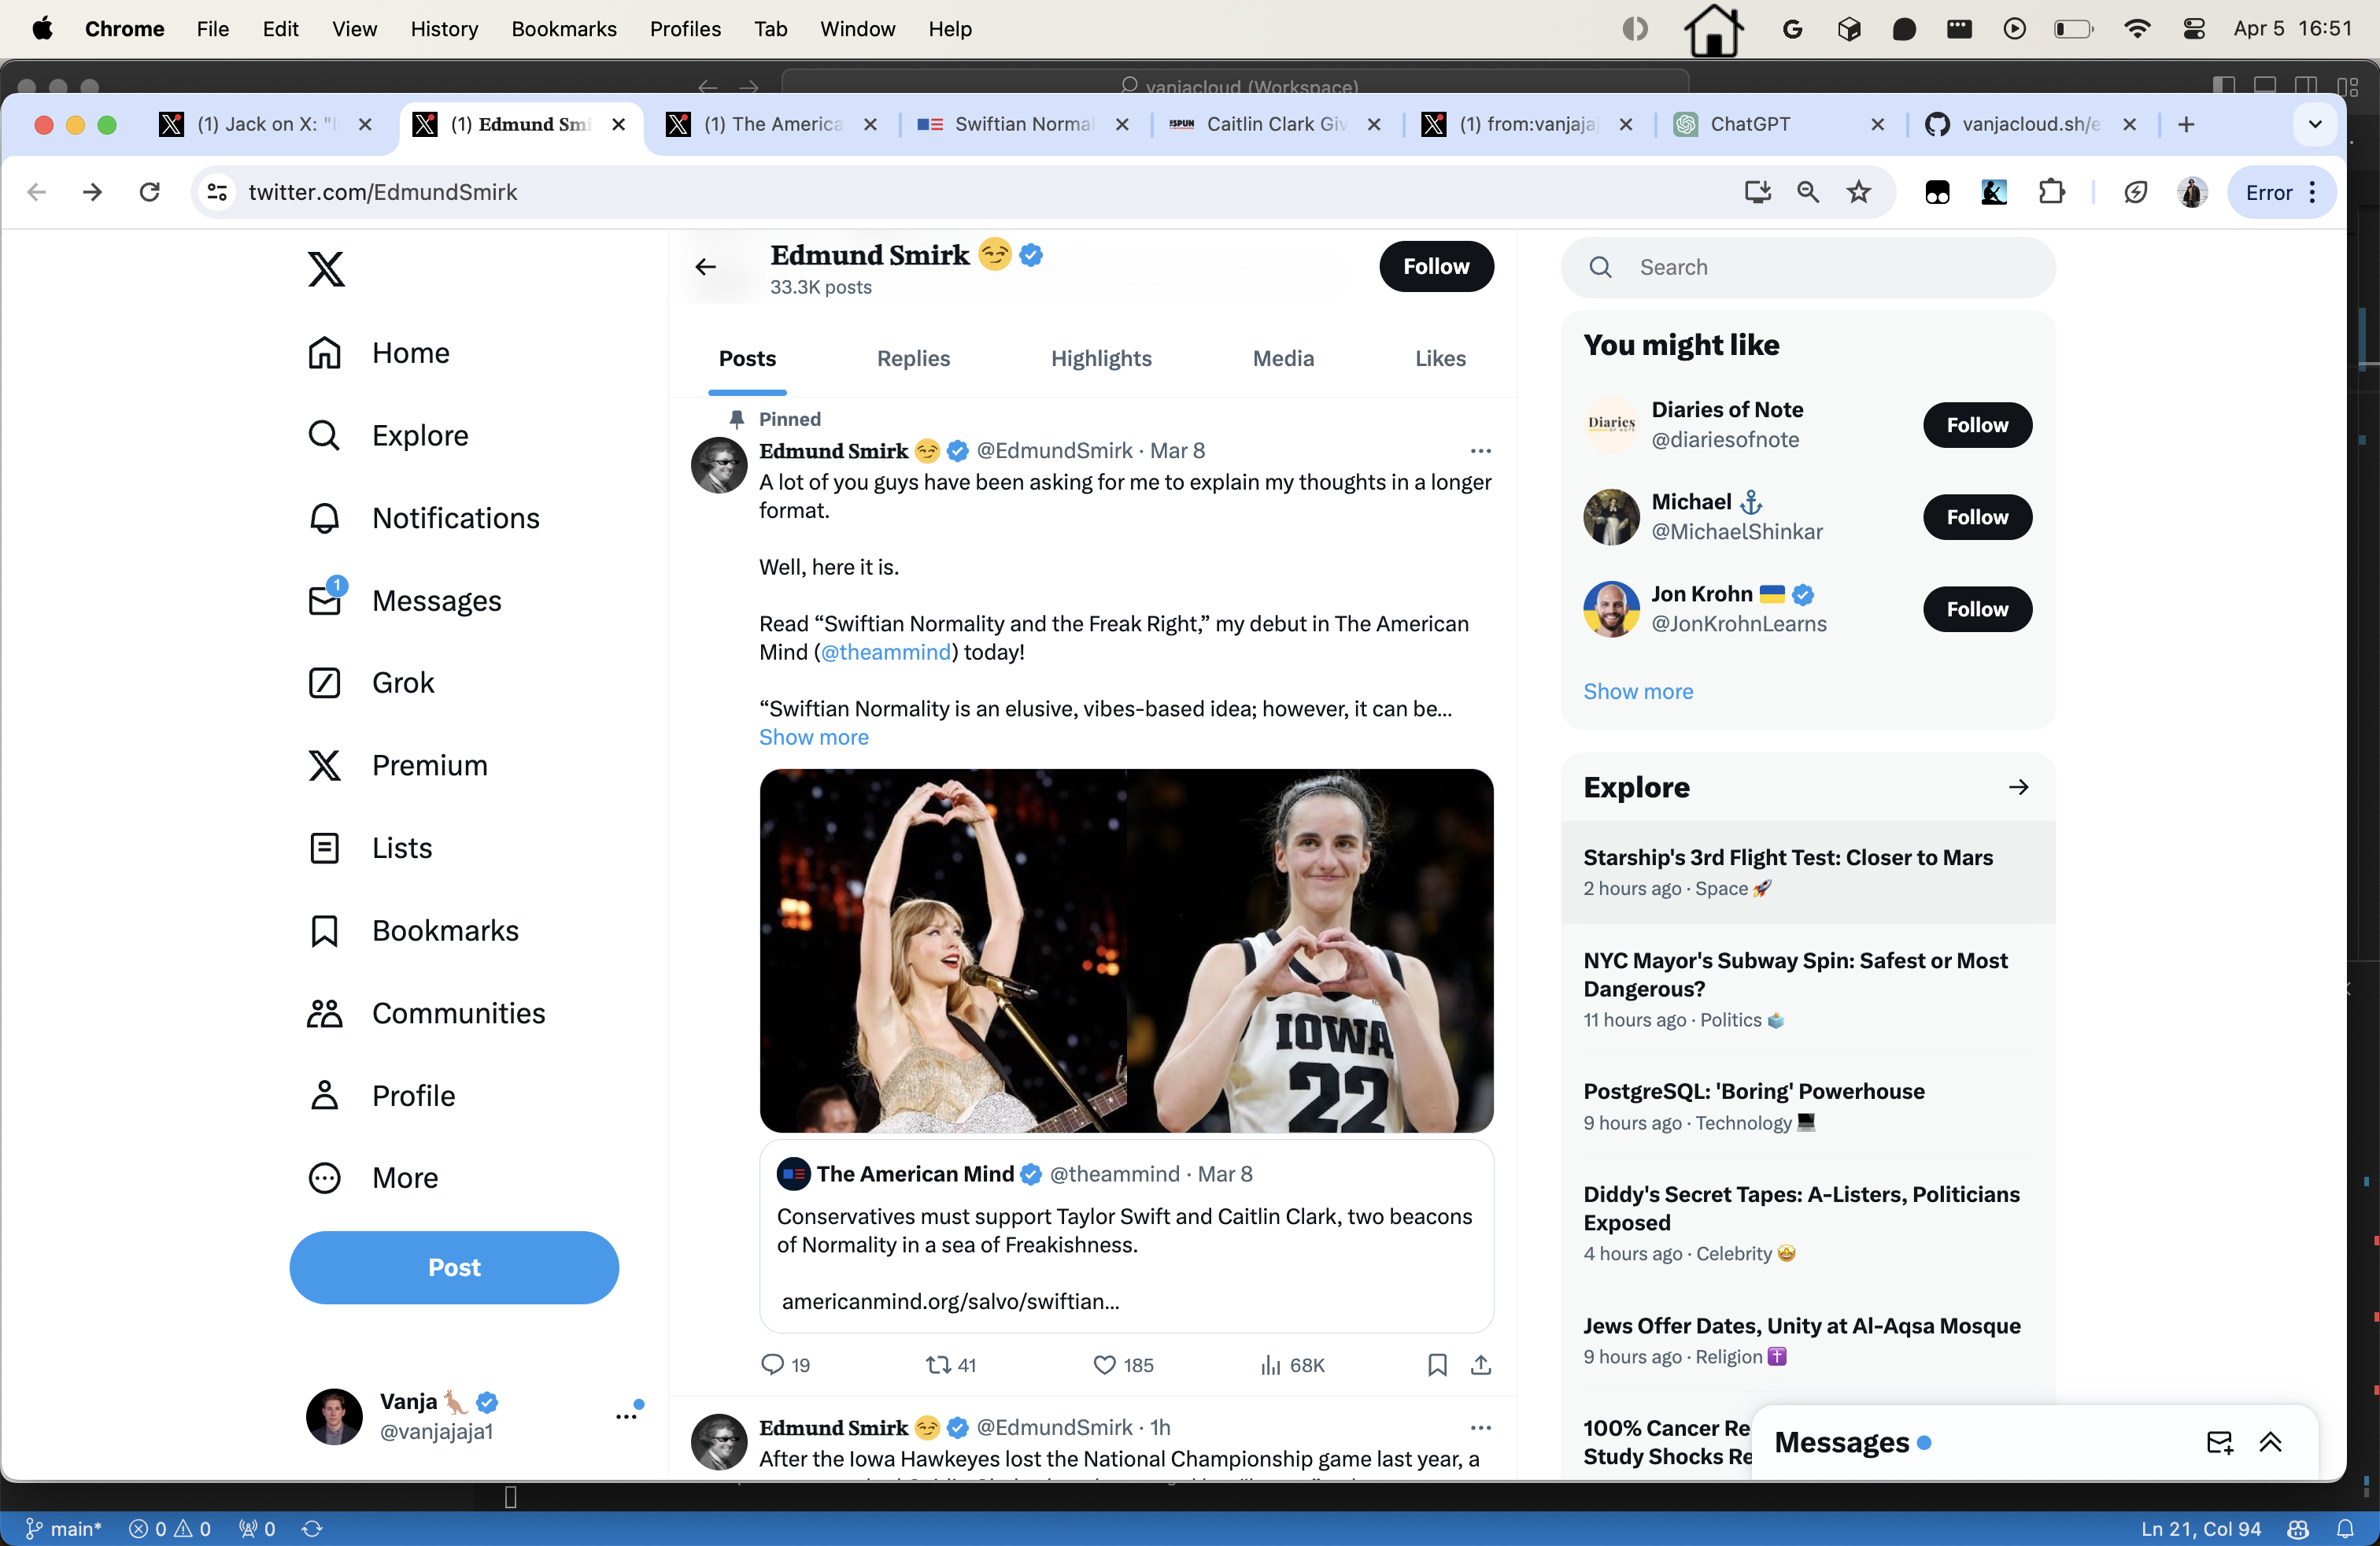 Chrome File Edit View History Bookmarks Profiles Tab Window Help
Apr 5 16:51
vanjacloud (Workspace)
(1) Jack on X: "I
(1) Edmund Smi
(1) The America
Swiftian Normal
SPUN Caitlin Clark Giv
(1) from:vanjajaj
ChatGPT
vanjacloud.sh/e
twitter.com/EdmundSmirk
Error
Home
Explore
Notifications
1
Messages
Grok
Premium
Lists
Bookmarks
Communities
Profile
More
Post
Vanja
@vanjajaja1
Edmund Smirk
33.3K posts
Follow
Posts Replies Highlights Media Likes
Pinned
Edmund Smirk @EdmundSmirk · Mar 8
A lot of you guys have been asking for me to explain my thoughts in a longer
format.
Well, here it is.
Read “Swiftian Normality and the Freak Right,” my debut in The American
Mind (@theammind) today!
“Swiftian Normality is an elusive, vibes-based idea; however, it can be...
Show more
IOWA
22
The American Mind @theammind · Mar 8
Conservatives must support Taylor Swift and Caitlin Clark, two beacons
of Normality in a sea of Freakishness.
americanmind.org/salvo/swiftian...
19 41 185 68K
Edmund Smirk @EdmundSmirk · 1h
After the Iowa Hawkeyes lost the National Championship game last year, a
Search
You might like
Diaries
OF NOTE
Diaries of Note
@diariesofnote
Follow
Michael
@MichaelShinkar
Follow
Jon Krohn
@JonKrohnLearns
Follow
Show more
Explore
Starship's 3rd Flight Test: Closer to Mars
2 hours ago · Space
NYC Mayor's Subway Spin: Safest or Most
Dangerous?
11 hours ago · Politics
PostgreSQL: 'Boring' Powerhouse
9 hours ago · Technology
Diddy's Secret Tapes: A-Listers, Politicians
Exposed
4 hours ago · Celebrity
Jews Offer Dates, Unity at Al-Aqsa Mosque
9 hours ago · Religion
100% Cancer Re
Study Shocks Re
Messages
main* 0 0 0
Ln 21, Col 94